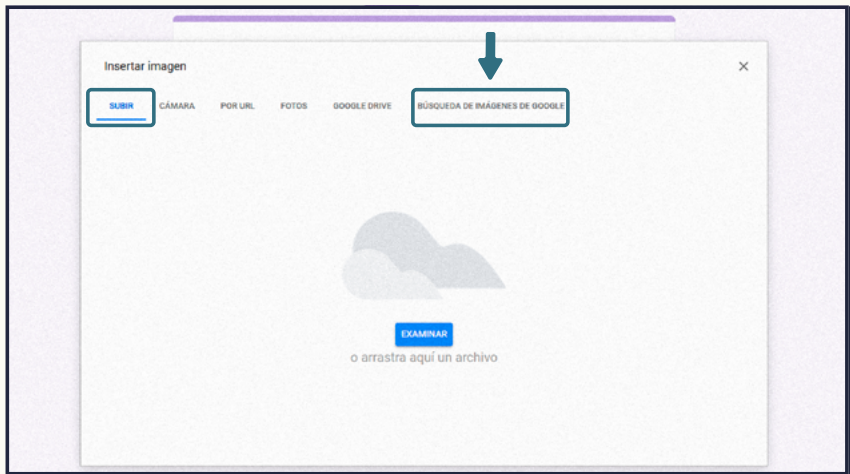 Insertar imagen
SUBIR CÁMARA POR URL FOTOS GOOGLE DRIVE BÚSQUEDA DE IMÁGENES DE GOOGLE
EXAMINAR
o arrastra aquí un archivo